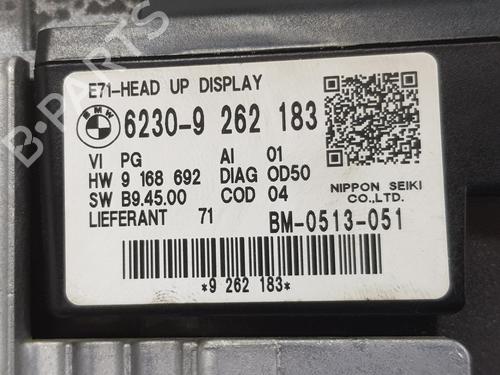 E71-HEAD UP DISPLAY
BMW 6230-9 262 183
VI PG AI 01
HW 9 168 692 DIAG OD50
SW B9.45.00 COD 04
LIEFERANT 71
NIPPON SEIKI
CO.,LTD.
BM-0513-051
*9 262 183*